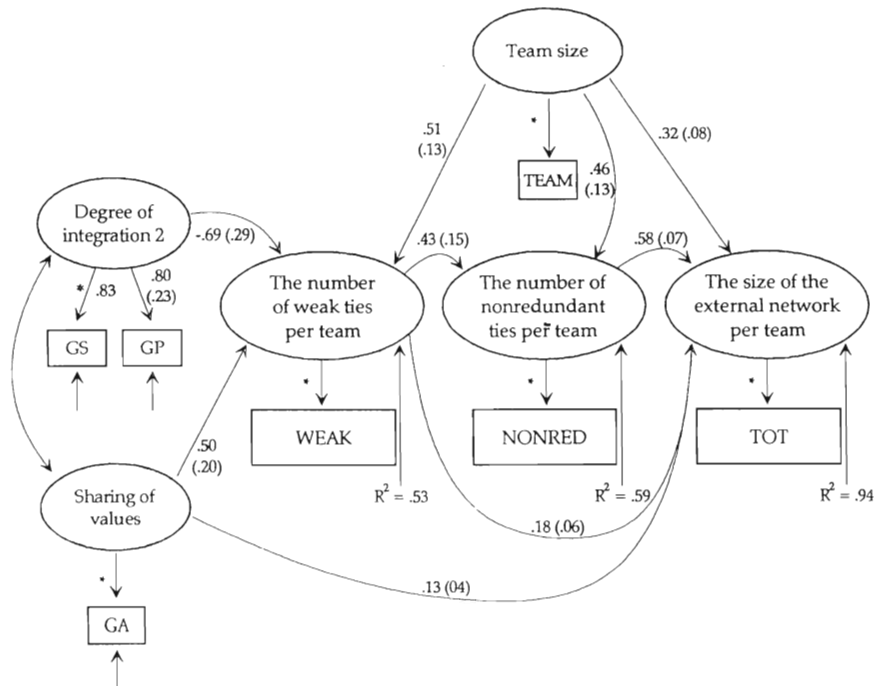 Team size
.51
(.13)
*
.32 (.08)
TEAM
.46
(.13)
Degree of
integration 2
-.69 (.29)
* .83
.80
(.23)
GS
GP
.43 (.15)
.58 (.07)
The number
of weak ties
per team
The number of
nonredundant
ties per team
The size of the
external network
per team
*
*
*
WEAK
NONRED
TOT
.50
(.20)
R² = .53
R² = .59
R² = .94
Sharing of
values
.18 (.06)
.13 (04)
*
GA